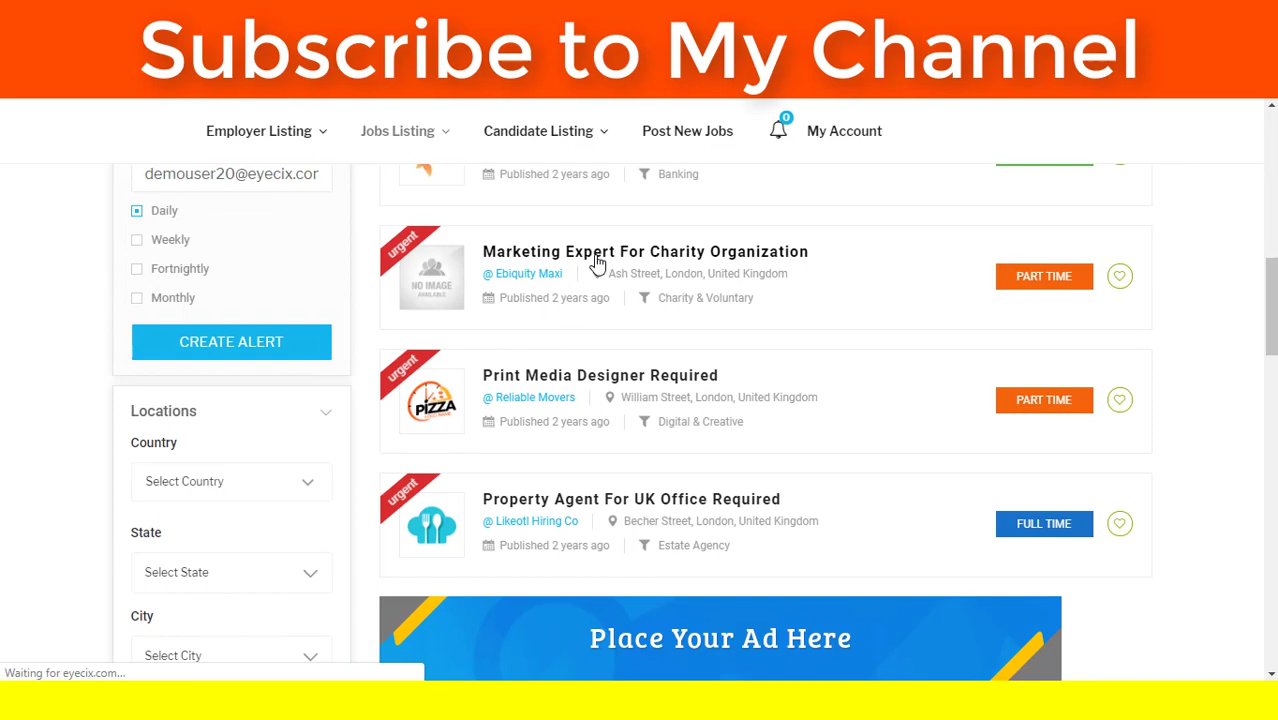 Subscribe to My Channel
Employer Listing
Jobs Listing
Candidate Listing
Post New Jobs
0
My Account
demouser20@eyecix.cor
Daily
Weekly
Fortnightly
Monthly
CREATE ALERT
Locations
Country
Select Country
State
Select State
City
Select City
Published 2 years ago
Banking
urgent
NO IMAGE
AVAILABLE
Marketing Expert For Charity Organization
@ Ebiquity Maxi
Ash Street, London, United Kingdom
Published 2 years ago
Charity & Voluntary
PART TIME
urgent
PIZZA
Print Media Designer Required
@ Reliable Movers
William Street, London, United Kingdom
Published 2 years ago
Digital & Creative
PART TIME
urgent
Property Agent For UK Office Required
@ Likeotl Hiring Co
Becher Street, London, United Kingdom
Published 2 years ago
Estate Agency
FULL TIME
Place Your Ad Here
Waiting for eyecix.com...